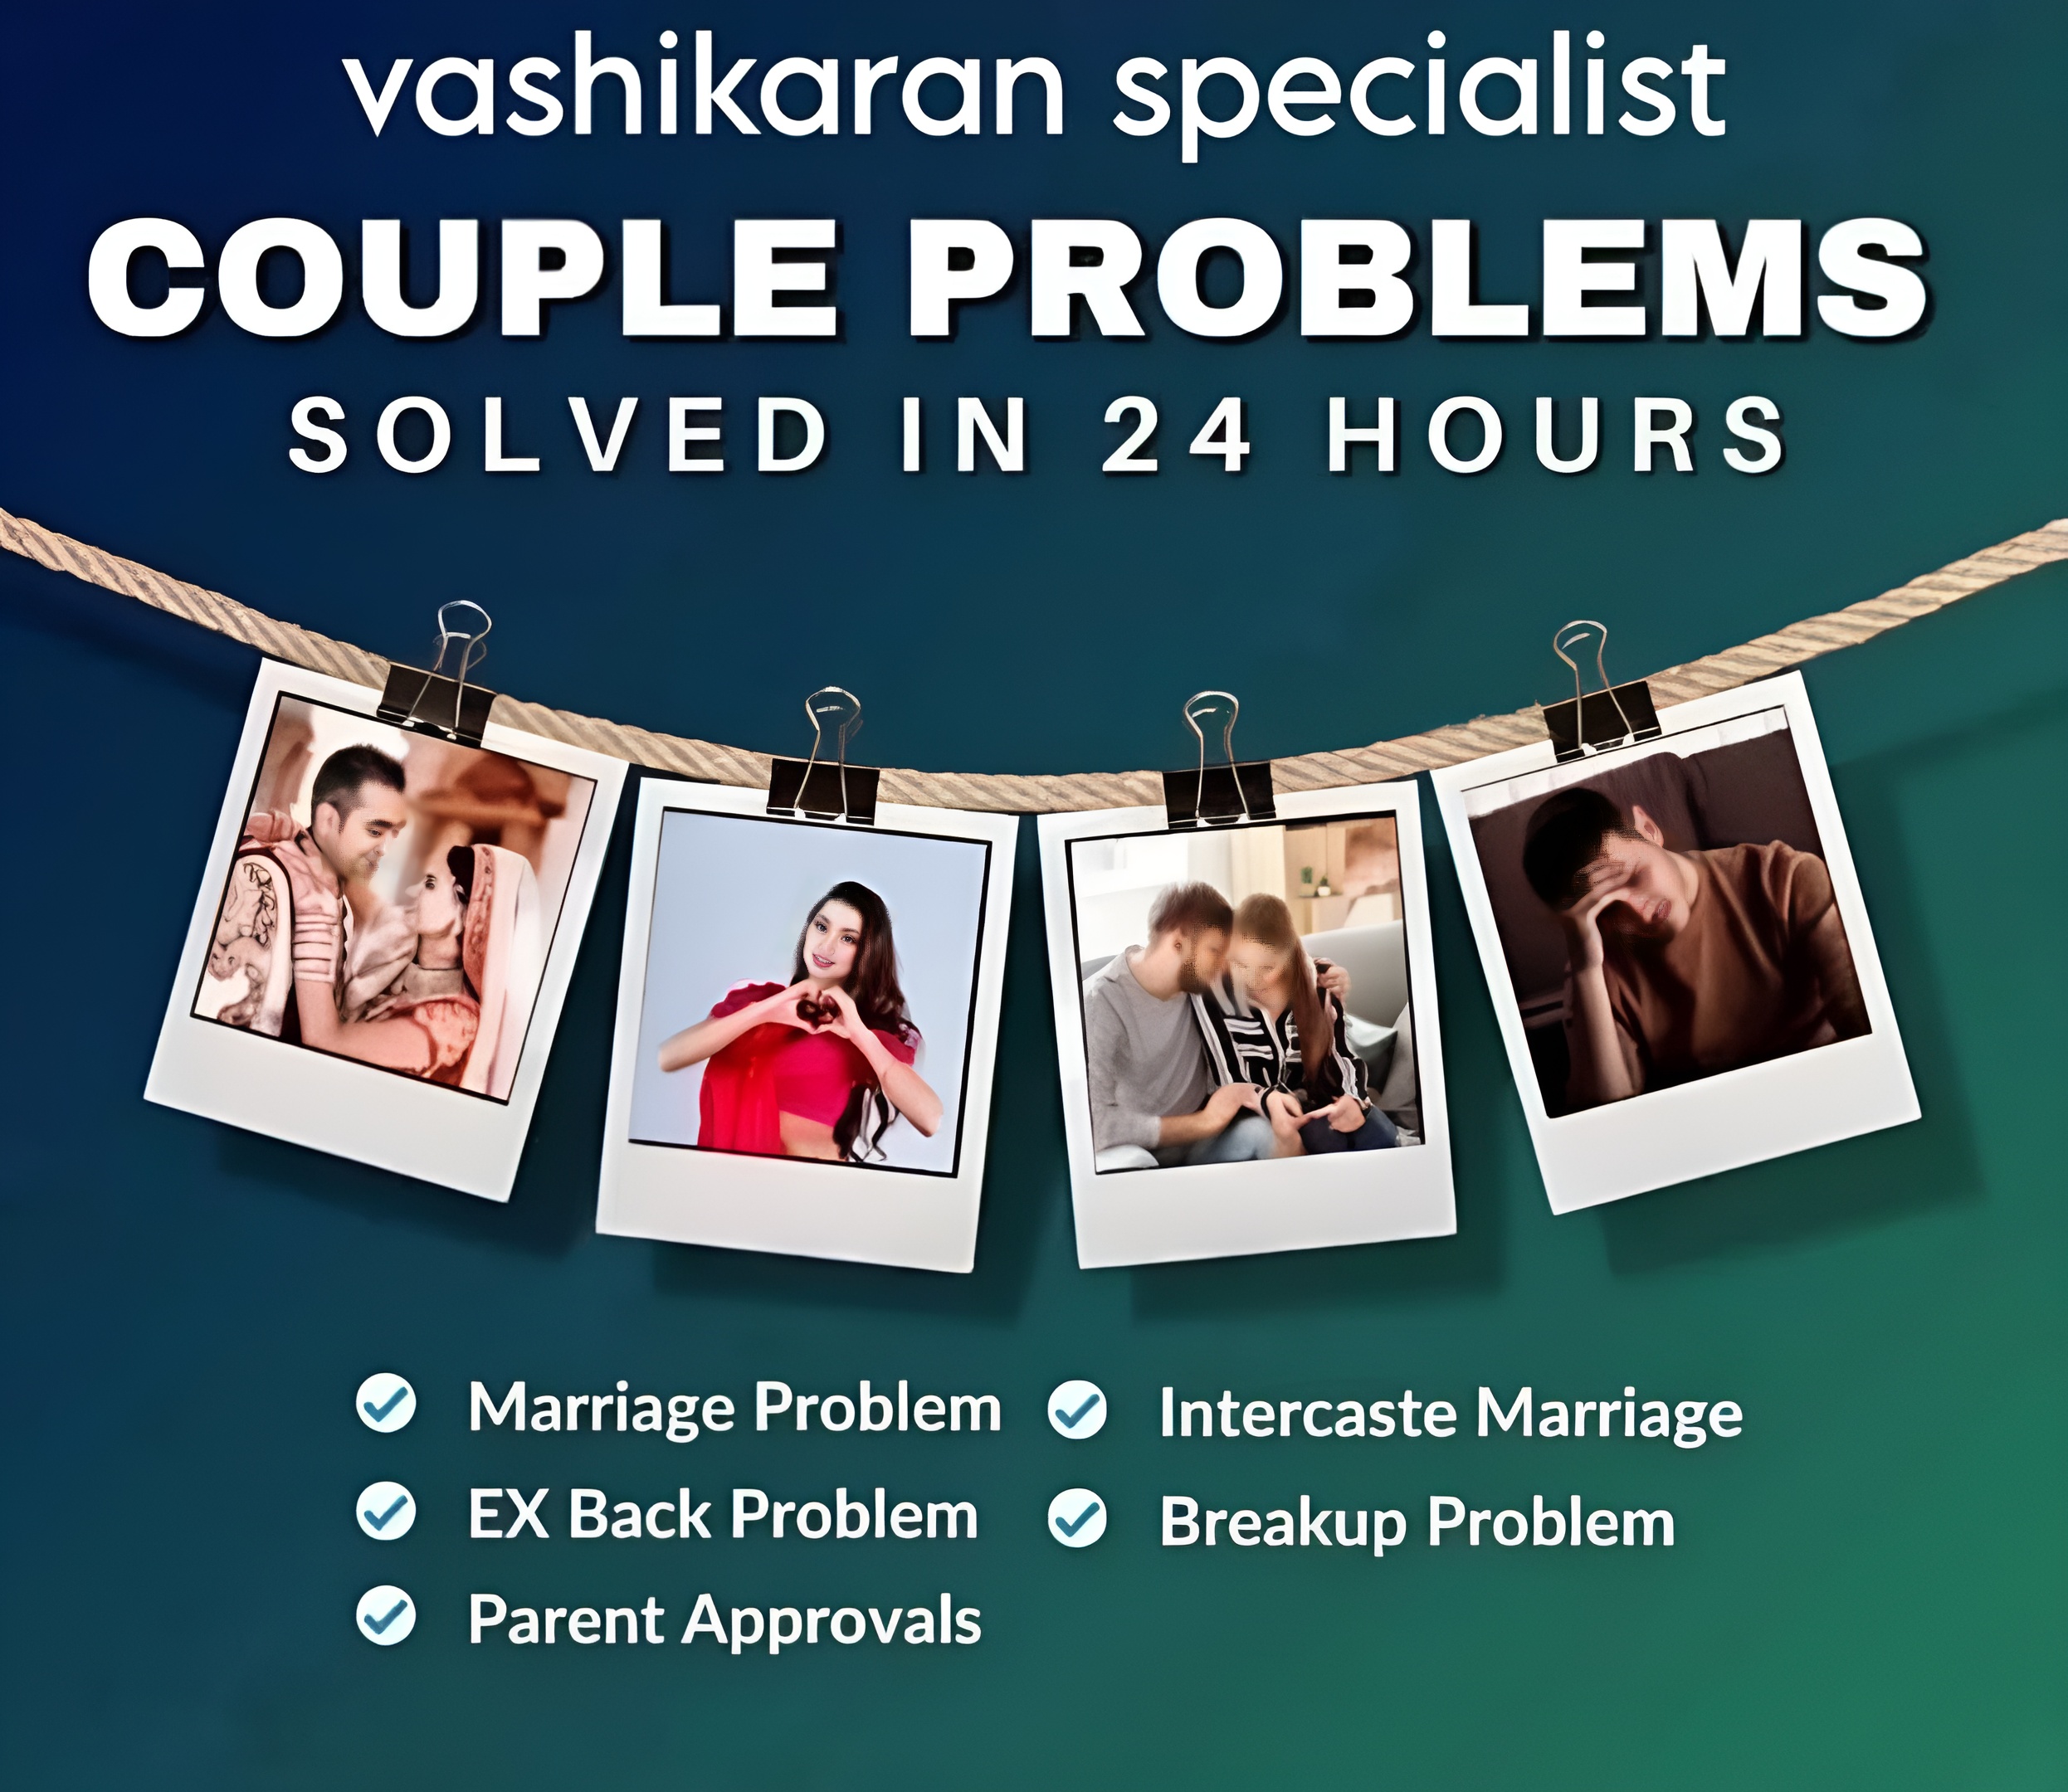 vashikaran specialist
COUPLE PROBLEMS
SOLVED IN 24 HOURS
Marriage Problem
Intercaste Marriage
EX Back Problem
Breakup Problem
Parent Approvals